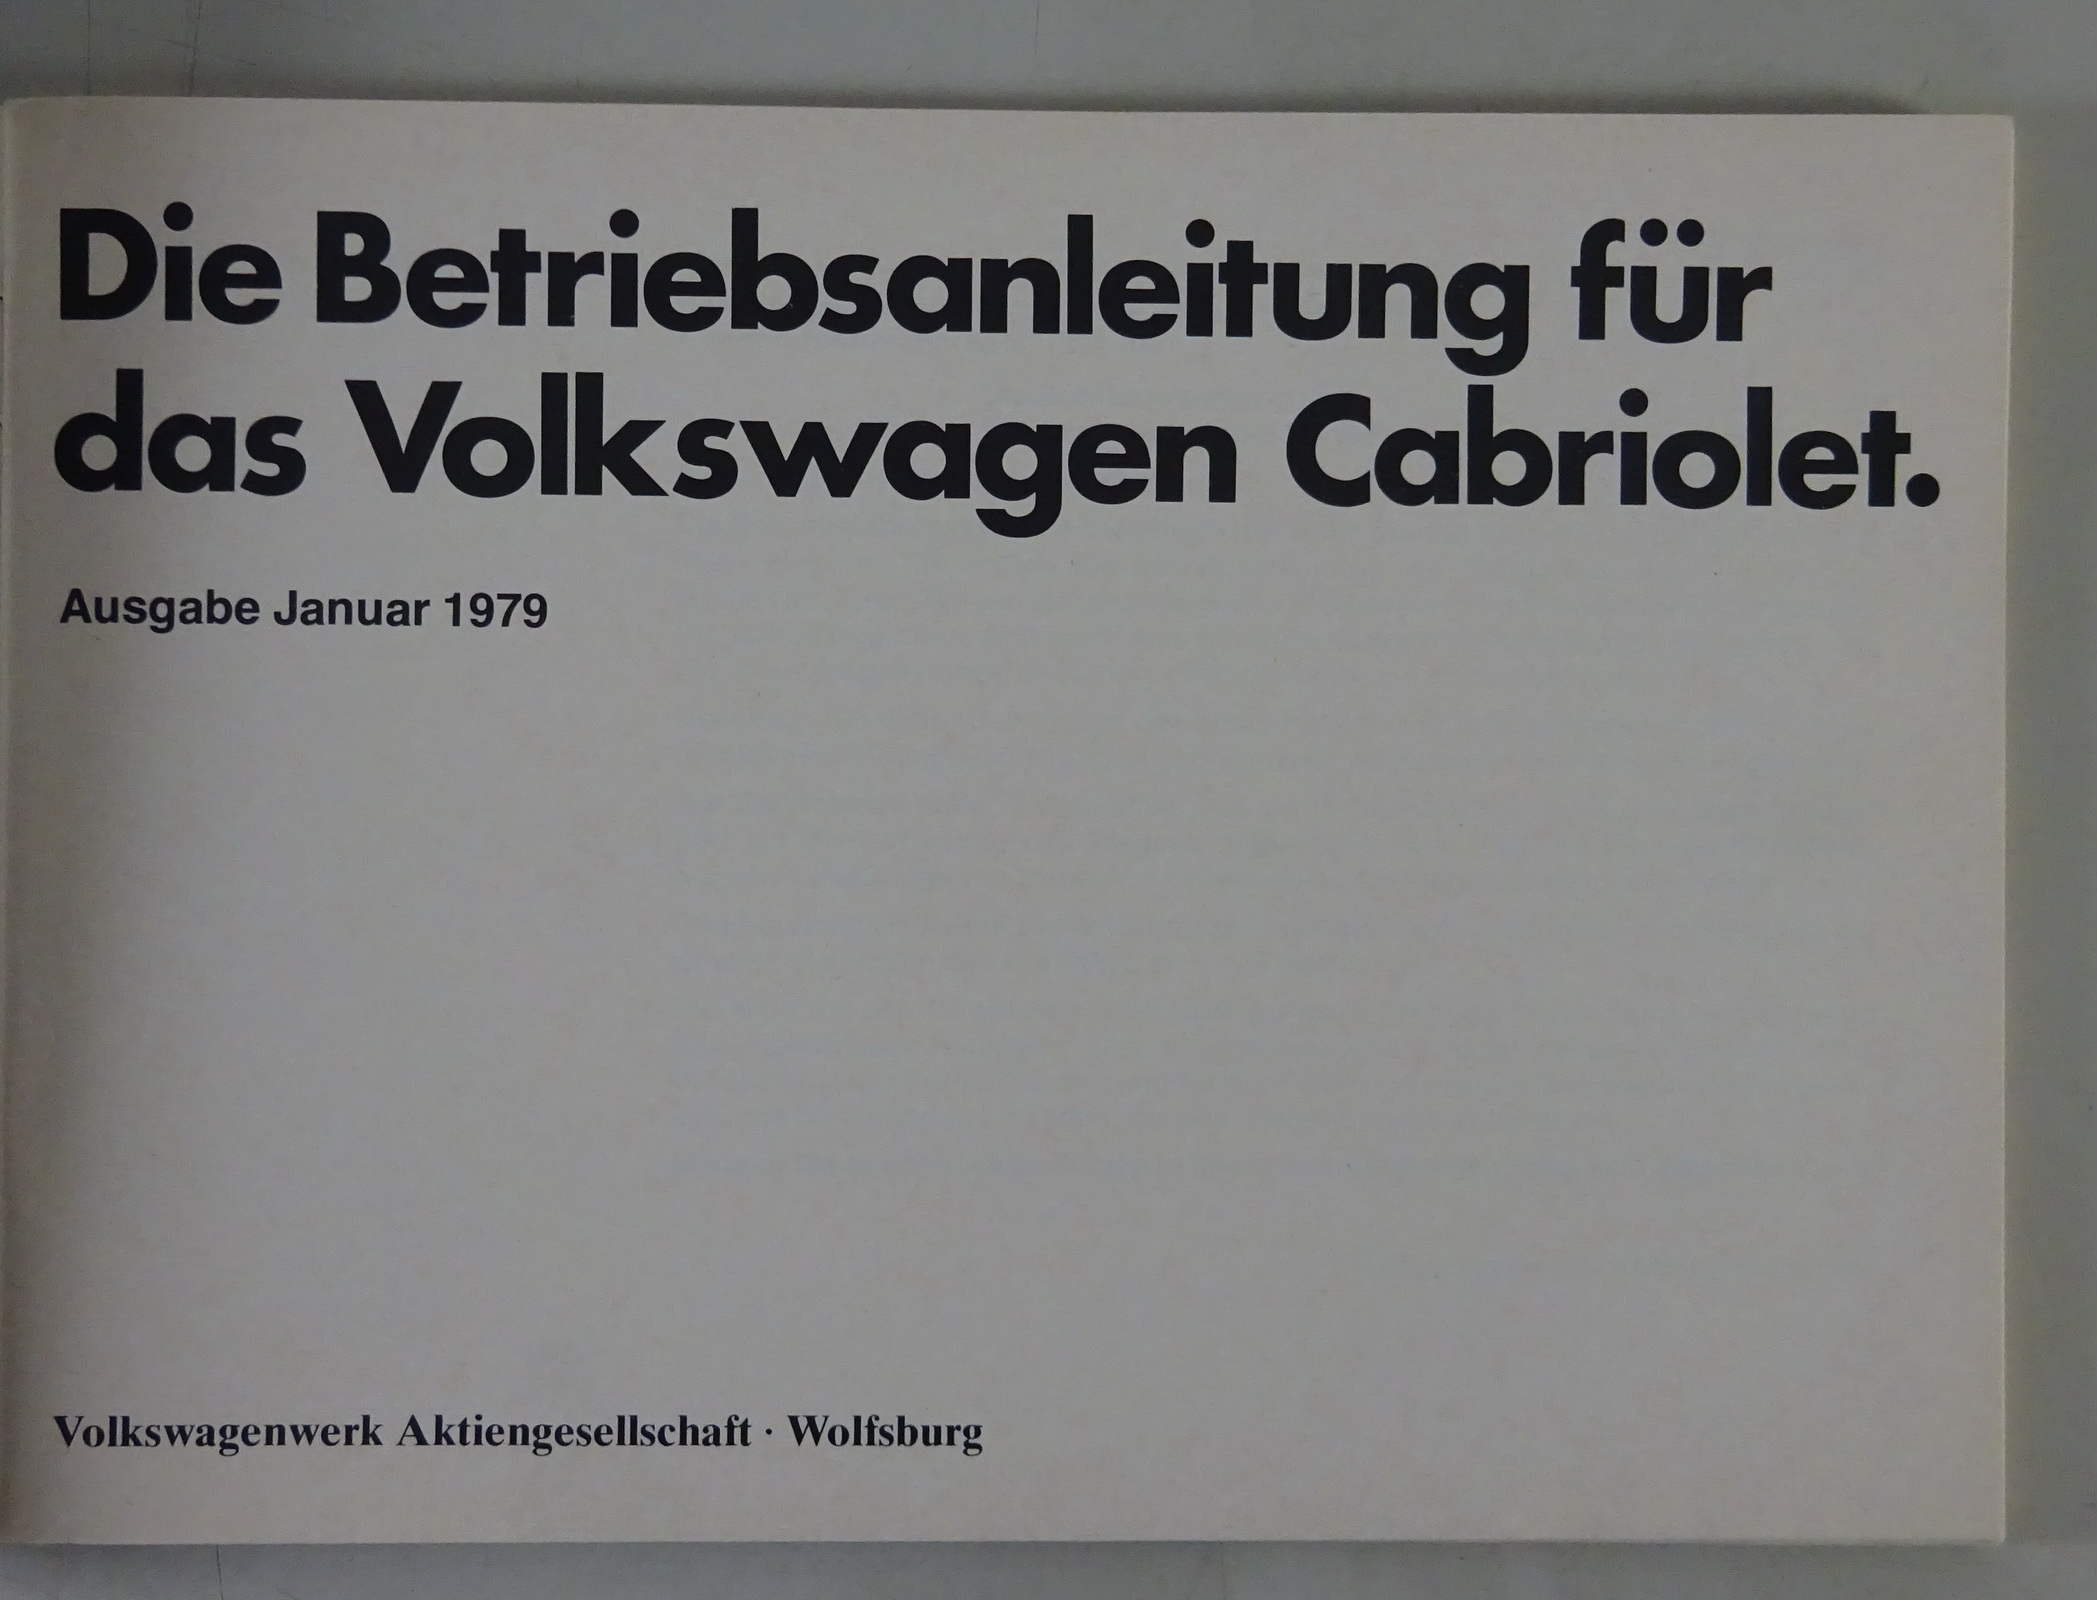 Die Betriebsanleitung für
das Volkswagen Cabriolet.
Ausgabe Januar 1979
Volkswagenwerk Aktiengesellschaft · Wolfsburg